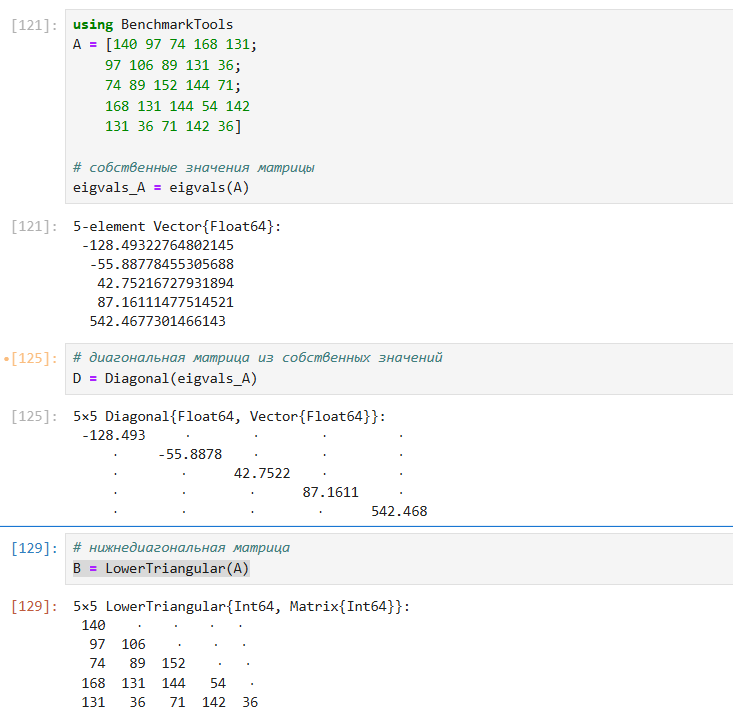 [121]: using BenchmarkTools
A = [140 97 74 168 131;
97 106 89 131 36;
74 89 152 144 71;
168 131 144 54 142
131 36 71 142 36]
# собственные значения матрицы
eigvals_A = eigvals(A)
[121]: 5-element Vector{Float64}:
-128.49322764802145
-55.88778455305688
42.75216727931894
87.16111477514521
542.4677301466143
•[125]: # диагональная матрица из собственных значений
D = Diagonal(eigvals_A)
[125]: 5×5 Diagonal{Float64, Vector{Float64}}:
-128.493 · · · ·
· -55.8878 · · ·
· · 42.7522 · ·
· · · 87.1611 ·
· · · · 542.468
[129]: # нижнедиагональная матрица
B = LowerTriangular(A)
[129]: 5×5 LowerTriangular{Int64, Matrix{Int64}}:
140 · · · ·
97 106 · · ·
74 89 152 · ·
168 131 144 54 ·
131 36 71 142 36